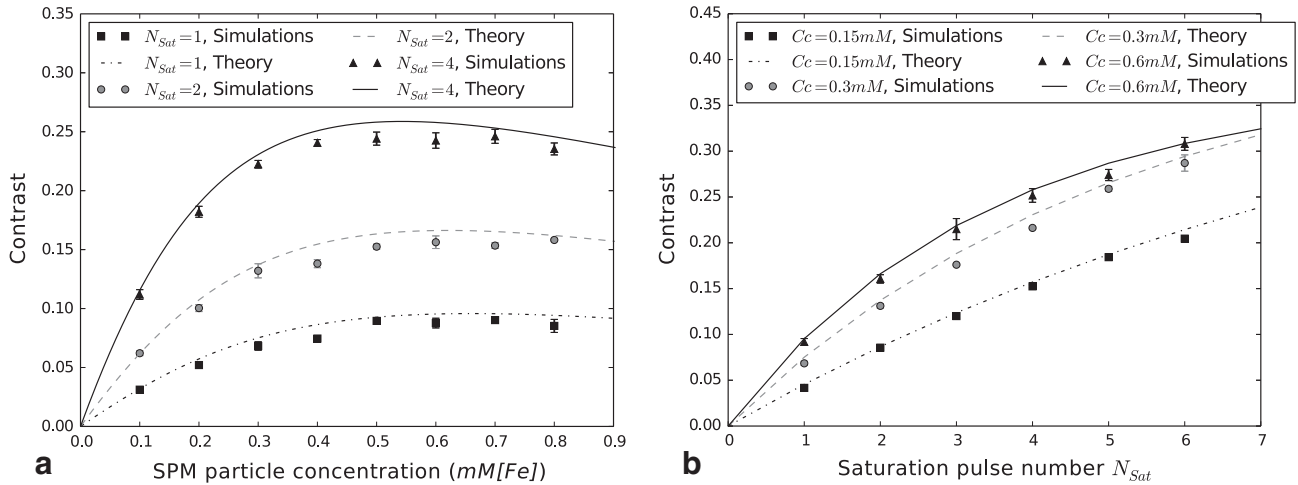 0.35
0.30
0.25
0.20
0.15
0.10
0.05
0.00
Contrast
N_Sat=1, Simulations
N_Sat=1, Theory
N_Sat=2, Simulations
N_Sat=2, Theory
N_Sat=4, Simulations
N_Sat=4, Theory
0.0 0.1 0.2 0.3 0.4 0.5 0.6 0.7 0.8 0.9
a
SPM particle concentration (mM[Fe])
0.45
0.40
0.35
0.30
0.25
0.20
0.15
0.10
0.05
0.00
Contrast
Cc=0.15mM, Simulations
Cc=0.15mM, Theory
Cc=0.3mM, Simulations
Cc=0.3mM, Theory
Cc=0.6mM, Simulations
Cc=0.6mM, Theory
0 1 2 3 4 5 6 7
b
Saturation pulse number N_Sat